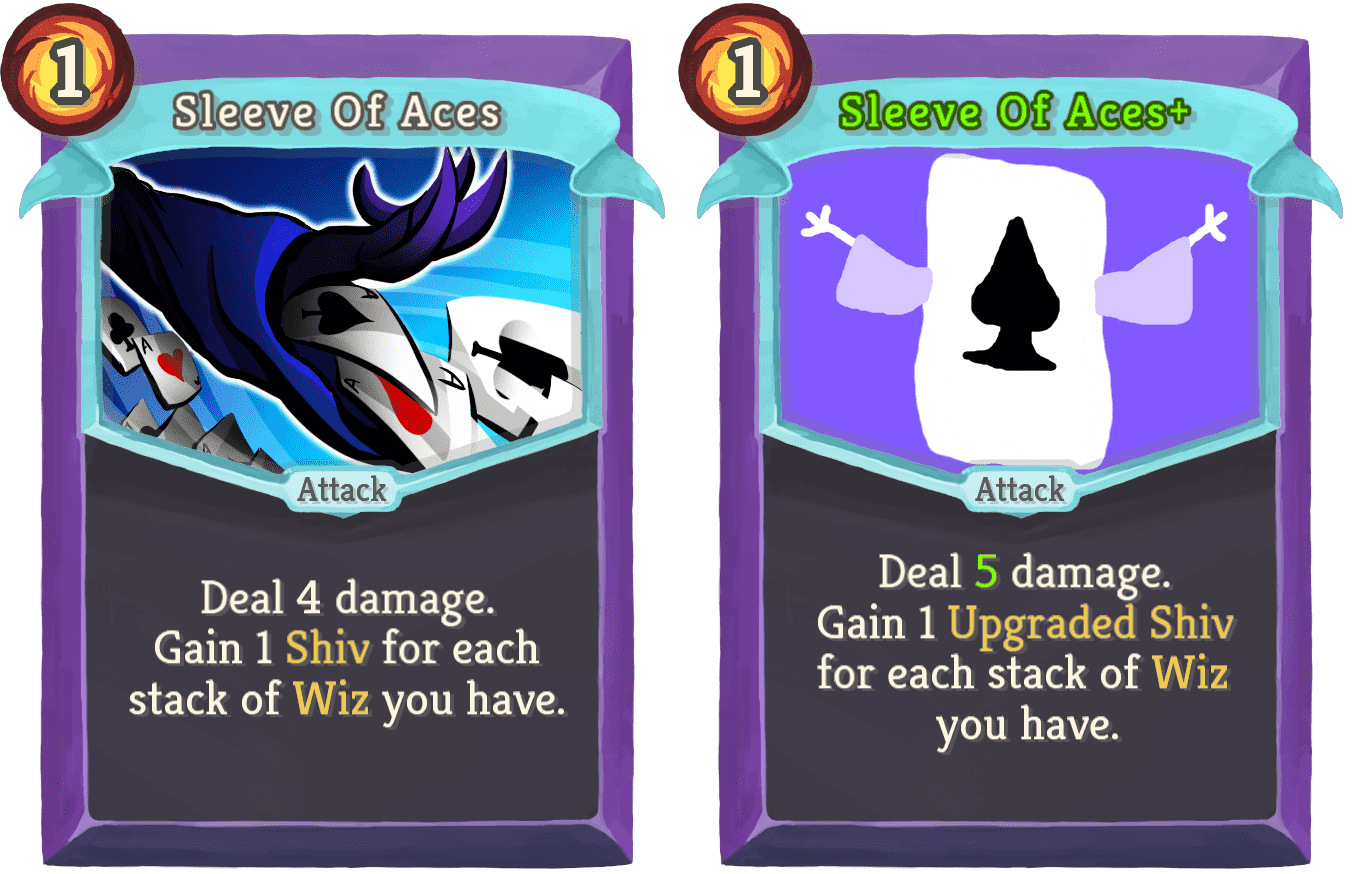 1
Sleeve Of Aces
A
A
A
A
Attack
Deal 4 damage.
Gain 1 Shiv for each
stack of Wiz you have.
1
Sleeve Of Aces+
Attack
Deal 5 damage.
Gain 1 Upgraded Shiv
for each stack of Wiz
you have.